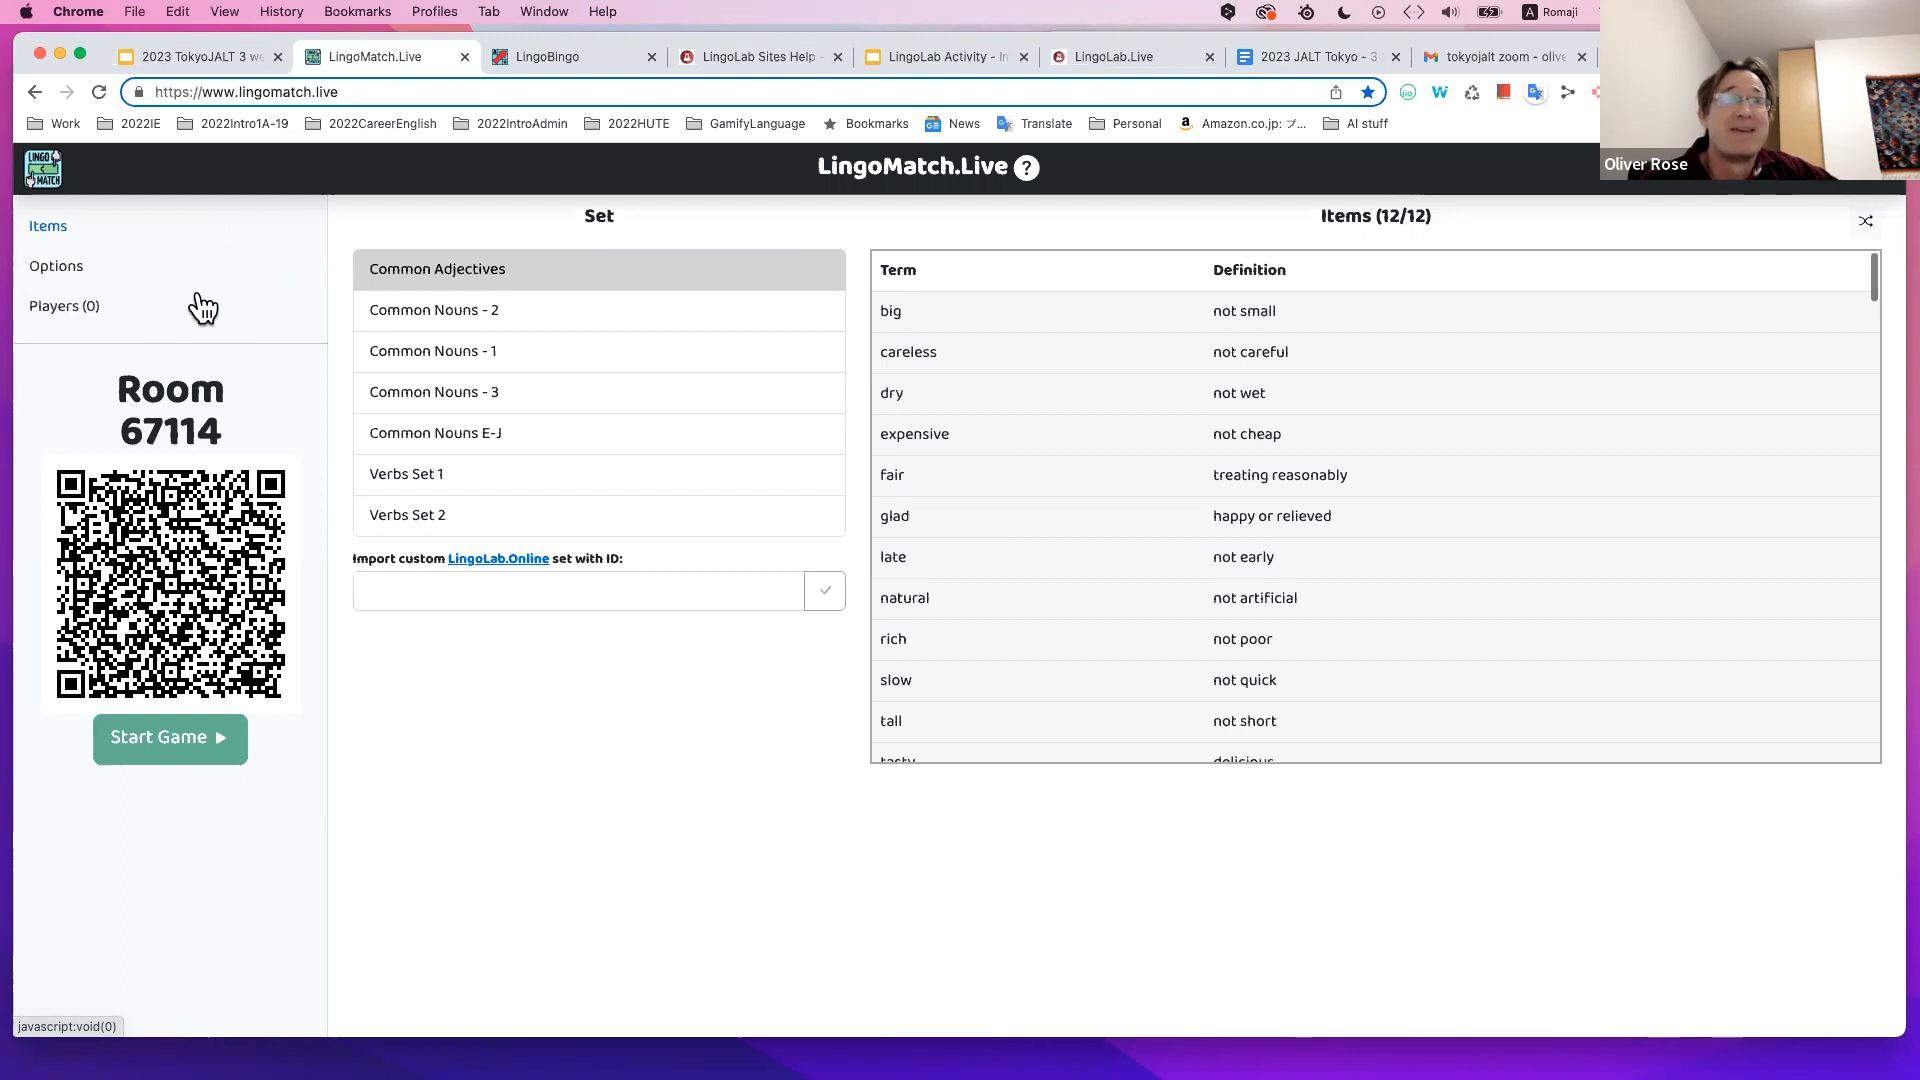 Chrome File Edit View History Bookmarks Profiles Tab Window Help
A Romaji
2023 TokyoJALT 3 we
LingoMatch.Live
LingoBingo
LingoLab Sites Help -
LingoLab Activity - In
LingoLab.Live
2023 JALT Tokyo - 3
tokyojalt zoom - olive
https://www.lingomatch.live
Work 2022IE 2022Intro1A-19 2022CareerEnglish 2022IntroAdmin 2022HUTE GamifyLanguage Bookmarks News Translate Personal Amazon.co.jp: プ... AI stuff
Oliver Rose
LINGO MATCH
LingoMatch.Live ?
Items
Options
Players (0)
Room
67114
Start Game
Set
Common Adjectives
Common Nouns - 2
Common Nouns - 1
Common Nouns - 3
Common Nouns E-J
Verbs Set 1
Verbs Set 2
Import custom LingoLab.Online set with ID:
Items (12/12)
Term Definition
big not small
careless not careful
dry not wet
expensive not cheap
fair treating reasonably
glad happy or relieved
late not early
natural not artificial
rich not poor
slow not quick
tall not short
tasty delicious
javascript:void(0)